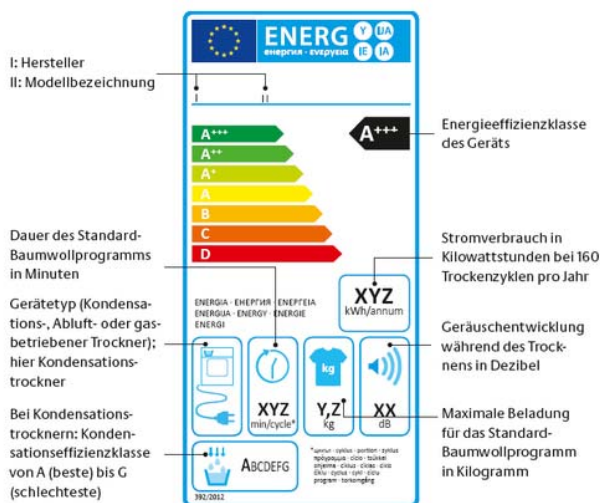 ENERG Y IJA
енергия · ενεργεια IE IA
I: Hersteller
II: Modellbezeichnung
I II
A+++
A++
A+
A
B
C
D
A+++
Energieeffizienzklasse
des Geräts
Dauer des Standard-
Baumwollprogramms
in Minuten
Stromverbrauch in
Kilowattstunden bei 160
Trockenzyklen pro Jahr
XYZ
kWh/annum
ENERGIA · ЕНЕРГИЯ · ΕΝΕΡΓΕΙΑ
ENERGIJA · ENERGY · ENERGIE
ENERGI
Gerätetyp (Kondensa-
tions-, Abluft- oder gas-
betriebener Trockner);
hier Kondensations-
trockner
Geräuschentwicklung
während des Trock-
nens in Dezibel
XYZ
min/cycle*
kg
Y,Z
kg
XX
dB
Maximale Beladung
für das Standard-
Baumwollprogramm
in Kilogramm
Bei Kondensations-
trocknern: Konden-
sationseffizienzklasse
von A (beste) bis G
(schlechteste)
ABCDEFG
program · torkomgång
392/2012